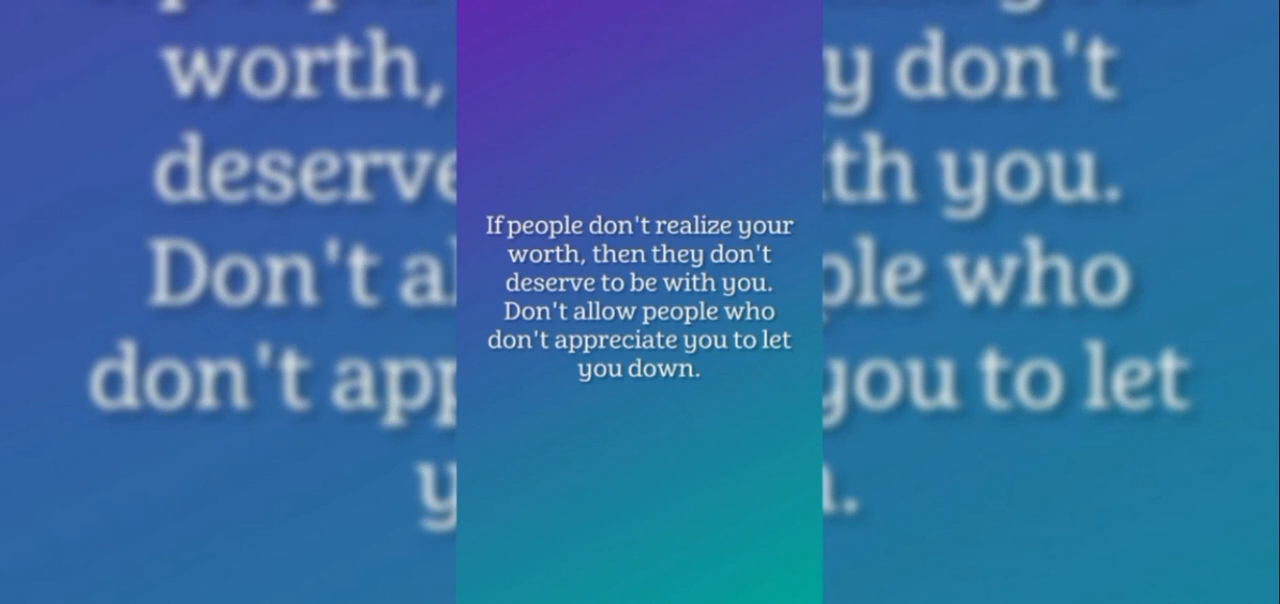 If people don't realize your
worth, then they don't
deserve to be with you.
Don't allow people who
don't appreciate you to let
you down.